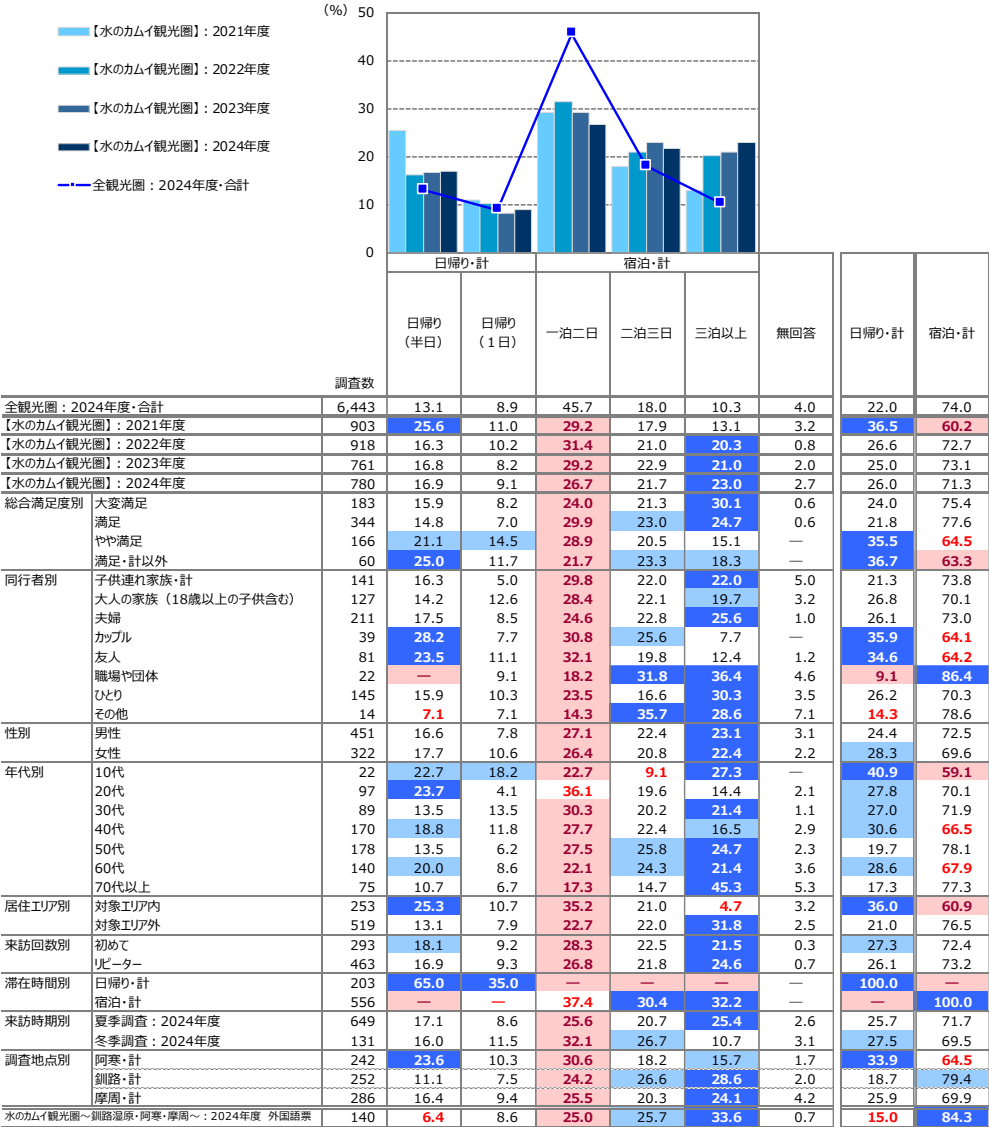 (%)
50
40
30
20
10
0
【水のカムイ観光圏】：2021年度
【水のカムイ観光圏】：2022年度
【水のカムイ観光圏】：2023年度
【水のカムイ観光圏】：2024年度
全観光圏：2024年度・合計
日帰り・計 宿泊・計
調査数 日帰り（半日） 日帰り（１日） 一泊二日 二泊三日 三泊以上 無回答 日帰り・計 宿泊・計
全観光圏：2024年度・合計 6,443 13.1 8.9 45.7 18.0 10.3 4.0 22.0 74.0
【水のカムイ観光圏】：2021年度 903 25.6 11.0 29.2 17.9 13.1 3.2 36.5 60.2
【水のカムイ観光圏】：2022年度 918 16.3 10.2 31.4 21.0 20.3 0.8 26.6 72.7
【水のカムイ観光圏】：2023年度 761 16.8 8.2 29.2 22.9 21.0 2.0 25.0 73.1
【水のカムイ観光圏】：2024年度 780 16.9 9.1 26.7 21.7 23.0 2.7 26.0 71.3
総合満足度別 大変満足 183 15.9 8.2 24.0 21.3 30.1 0.6 24.0 75.4
満足 344 14.8 7.0 29.9 23.0 24.7 0.6 21.8 77.6
やや満足 166 21.1 14.5 28.9 20.5 15.1 — 35.5 64.5
満足・計以外 60 25.0 11.7 21.7 23.3 18.3 — 36.7 63.3
同行者別 子供連れ家族・計 141 16.3 5.0 29.8 22.0 22.0 5.0 21.3 73.8
大人の家族（18歳以上の子供含む） 127 14.2 12.6 28.4 22.1 19.7 3.2 26.8 70.1
夫婦 211 17.5 8.5 24.6 22.8 25.6 1.0 26.1 73.0
カップル 39 28.2 7.7 30.8 25.6 7.7 — 35.9 64.1
友人 81 23.5 11.1 32.1 19.8 12.4 1.2 34.6 64.2
職場や団体 22 — 9.1 18.2 31.8 36.4 4.6 9.1 86.4
ひとり 145 15.9 10.3 23.5 16.6 30.3 3.5 26.2 70.3
その他 14 7.1 7.1 14.3 35.7 28.6 7.1 14.3 78.6
性別 男性 451 16.6 7.8 27.1 22.4 23.1 3.1 24.4 72.5
女性 322 17.7 10.6 26.4 20.8 22.4 2.2 28.3 69.6
年代別 10代 22 22.7 18.2 22.7 9.1 27.3 — 40.9 59.1
20代 97 23.7 4.1 36.1 19.6 14.4 2.1 27.8 70.1
30代 89 13.5 13.5 30.3 20.2 21.4 1.1 27.0 71.9
40代 170 18.8 11.8 27.7 22.4 16.5 2.9 30.6 66.5
50代 178 13.5 6.2 27.5 25.8 24.7 2.3 19.7 78.1
60代 140 20.0 8.6 22.1 24.3 21.4 3.6 28.6 67.9
70代以上 75 10.7 6.7 17.3 14.7 45.3 5.3 17.3 77.3
居住エリア別 対象エリア内 253 25.3 10.7 35.2 21.0 4.7 3.2 36.0 60.9
対象エリア外 519 13.1 7.9 22.7 22.0 31.8 2.5 21.0 76.5
来訪回数別 初めて 293 18.1 9.2 28.3 22.5 21.5 0.3 27.3 72.4
リピーター 463 16.9 9.3 26.8 21.8 24.6 0.7 26.1 73.2
滞在時間別 日帰り・計 203 65.0 35.0 — — — — 100.0 —
宿泊・計 556 — — 37.4 30.4 32.2 — — 100.0
来訪時期別 夏季調査：2024年度 649 17.1 8.6 25.6 20.7 25.4 2.6 25.7 71.7
冬季調査：2024年度 131 16.0 11.5 32.1 26.7 10.7 3.1 27.5 69.5
調査地点別 阿寒・計 242 23.6 10.3 30.6 18.2 15.7 1.7 33.9 64.5
釧路・計 252 11.1 7.5 24.2 26.6 28.6 2.0 18.7 79.4
摩周・計 286 16.4 9.4 25.5 20.3 24.1 4.2 25.9 69.9
水のカムイ観光圏～釧路湿原・阿寒・摩周～：2024年度 外国語票 140 6.4 8.6 25.0 25.7 33.6 0.7 15.0 84.3